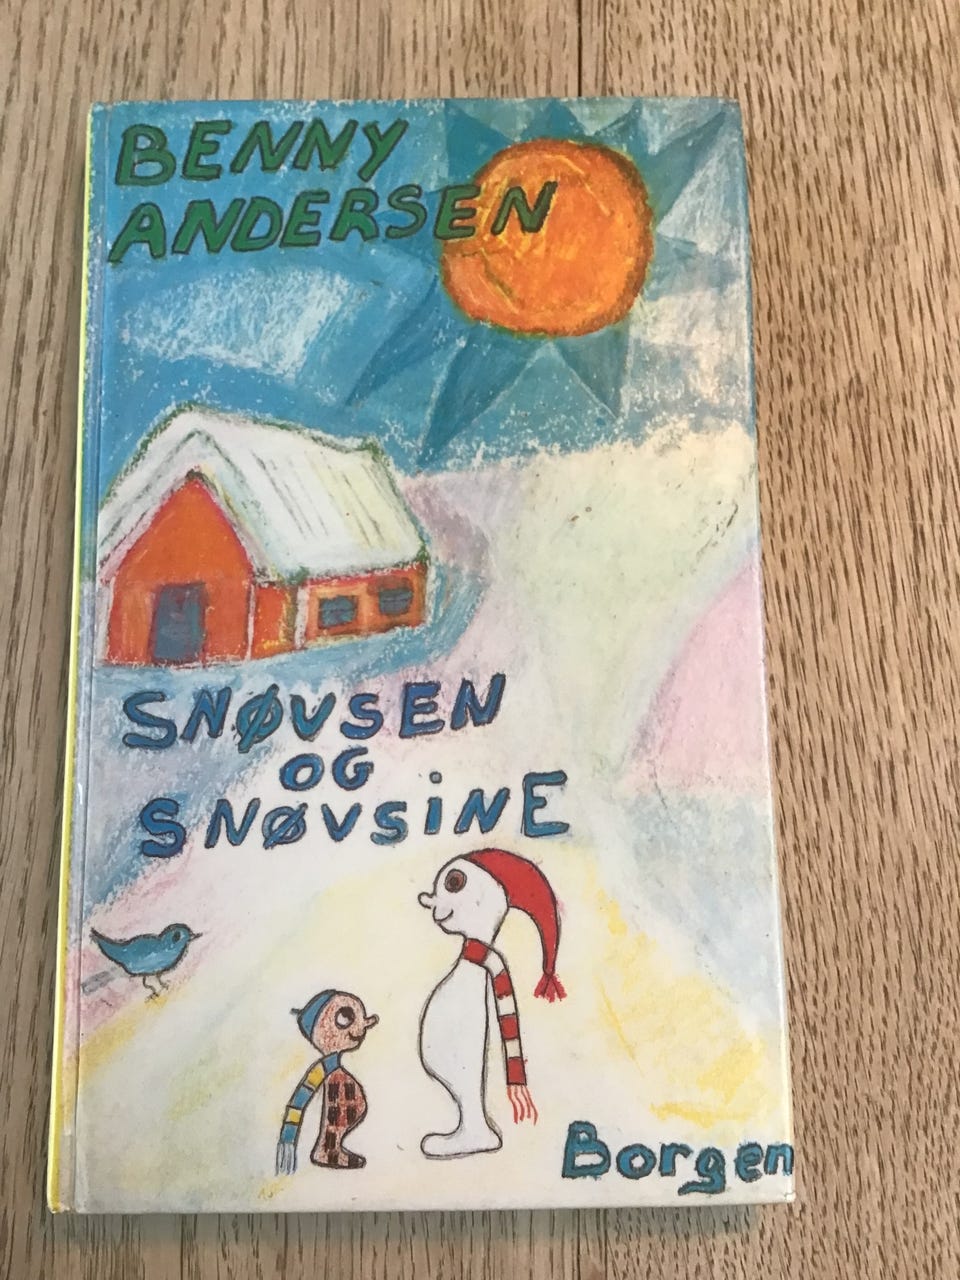 BENNY
ANDERSEN
SNØVSEN
OG
SNØVSiNE
Borgen